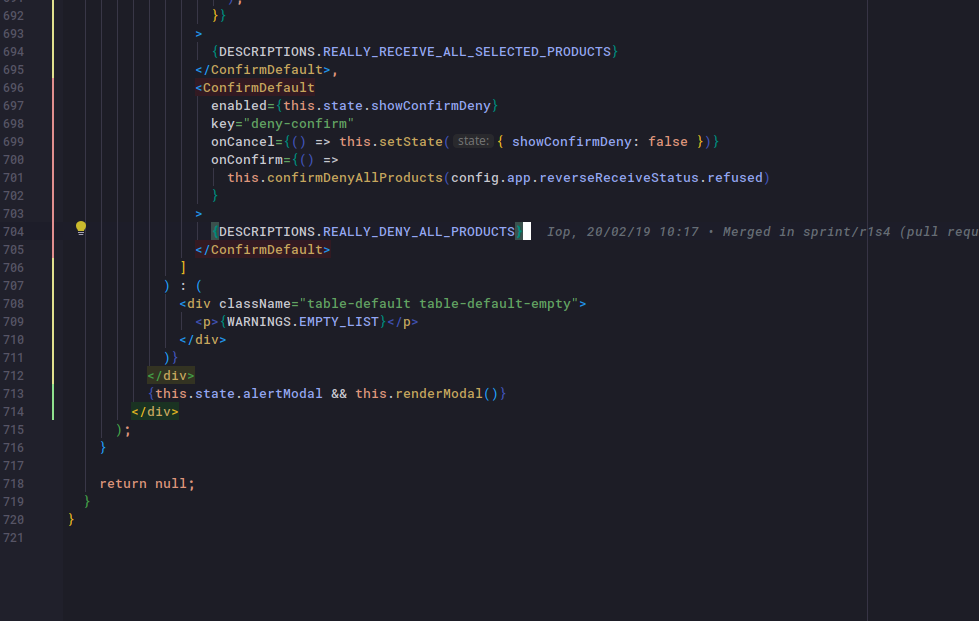 692 }}
693 >
694 {DESCRIPTIONS.REALLY_RECEIVE_ALL_SELECTED_PRODUCTS}
695 </ConfirmDefault>,
696 <ConfirmDefault
697 enabled={this.state.showConfirmDeny}
698 key="deny-confirm"
699 onCancel={() => this.setState( state: { showConfirmDeny: false })}
700 onConfirm={() =>
701 this.confirmDenyAllProducts(config.app.reverseReceiveStatus.refused)
702 }
703 >
704 {DESCRIPTIONS.REALLY_DENY_ALL_PRODUCTS} Iop, 20/02/19 10:17 • Merged in sprint/r1s4 (pull requ
705 </ConfirmDefault>
706 ]
707 ) : (
708 <div className="table-default table-default-empty">
709 <p>{WARNINGS.EMPTY_LIST}</p>
710 </div>
711 )}
712 </div>
713 {this.state.alertModal && this.renderModal()}
714 </div>
715 );
716 }
717
718 return null;
719 }
720 }
721